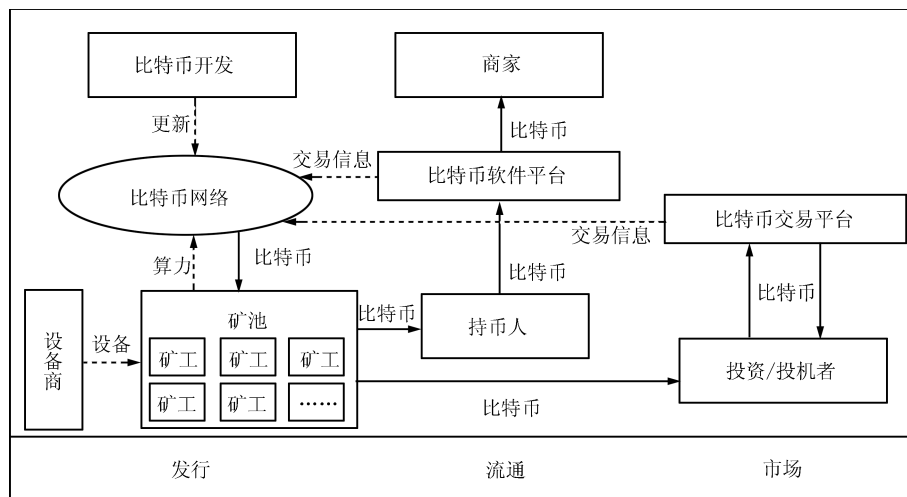 比特币开发
商家
更新
比特币
交易信息
比特币软件平台
比特币网络
比特币交易平台
交易信息
算力
比特币
比特币
比特币
设备商
设备
矿池
矿工
矿工
矿工
矿工
矿工
……
比特币
持币人
投资/投机者
比特币
发行
流通
市场